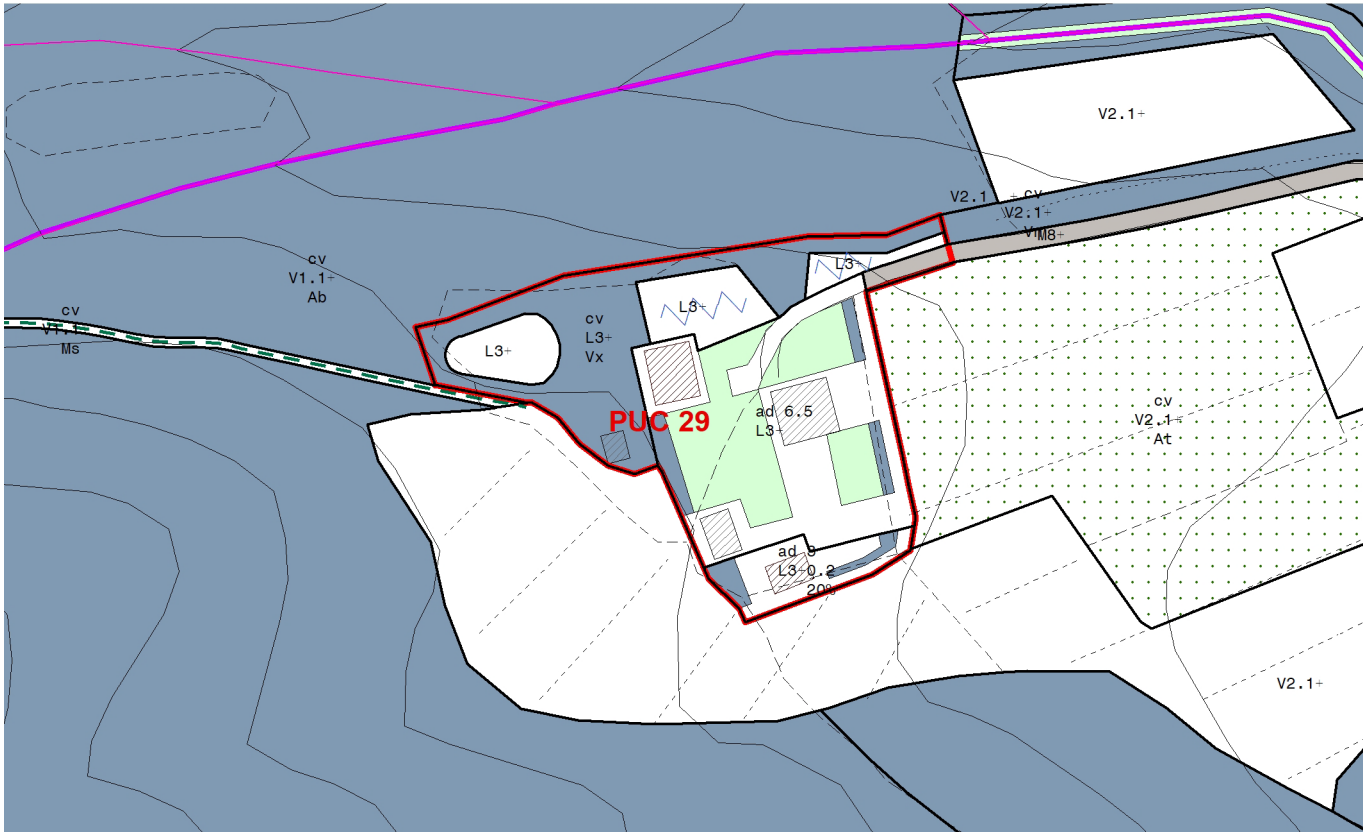 V2.1+
V2.1 + cv
V2.1+
M8+
cv
V1.1+
Ab
L3+
cv
Ms
L3+
cv
L3+
Vx
L3+
PUC 29
ad 6.5
L3+
cv
V2.1+
At
ad 9
L3-0.2
20%
V2.1+